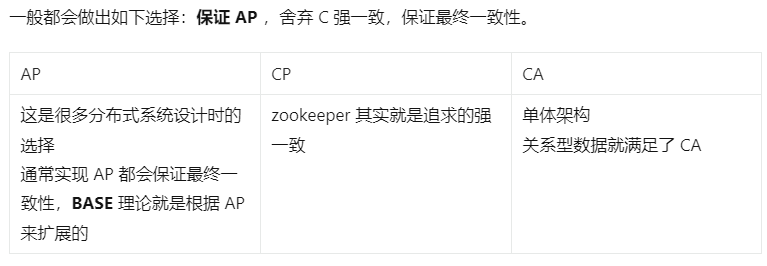 一般都会做出如下选择：保证 AP ，舍弃 C 强一致，保证最终一致性。
AP
CP
CA
这是很多分布式系统设计时的
选择
通常实现 AP 都会保证最终一
致性，BASE 理论就是根据 AP
来扩展的
zookeeper 其实就是追求的强
一致
单体架构
关系型数据就满足了 CA